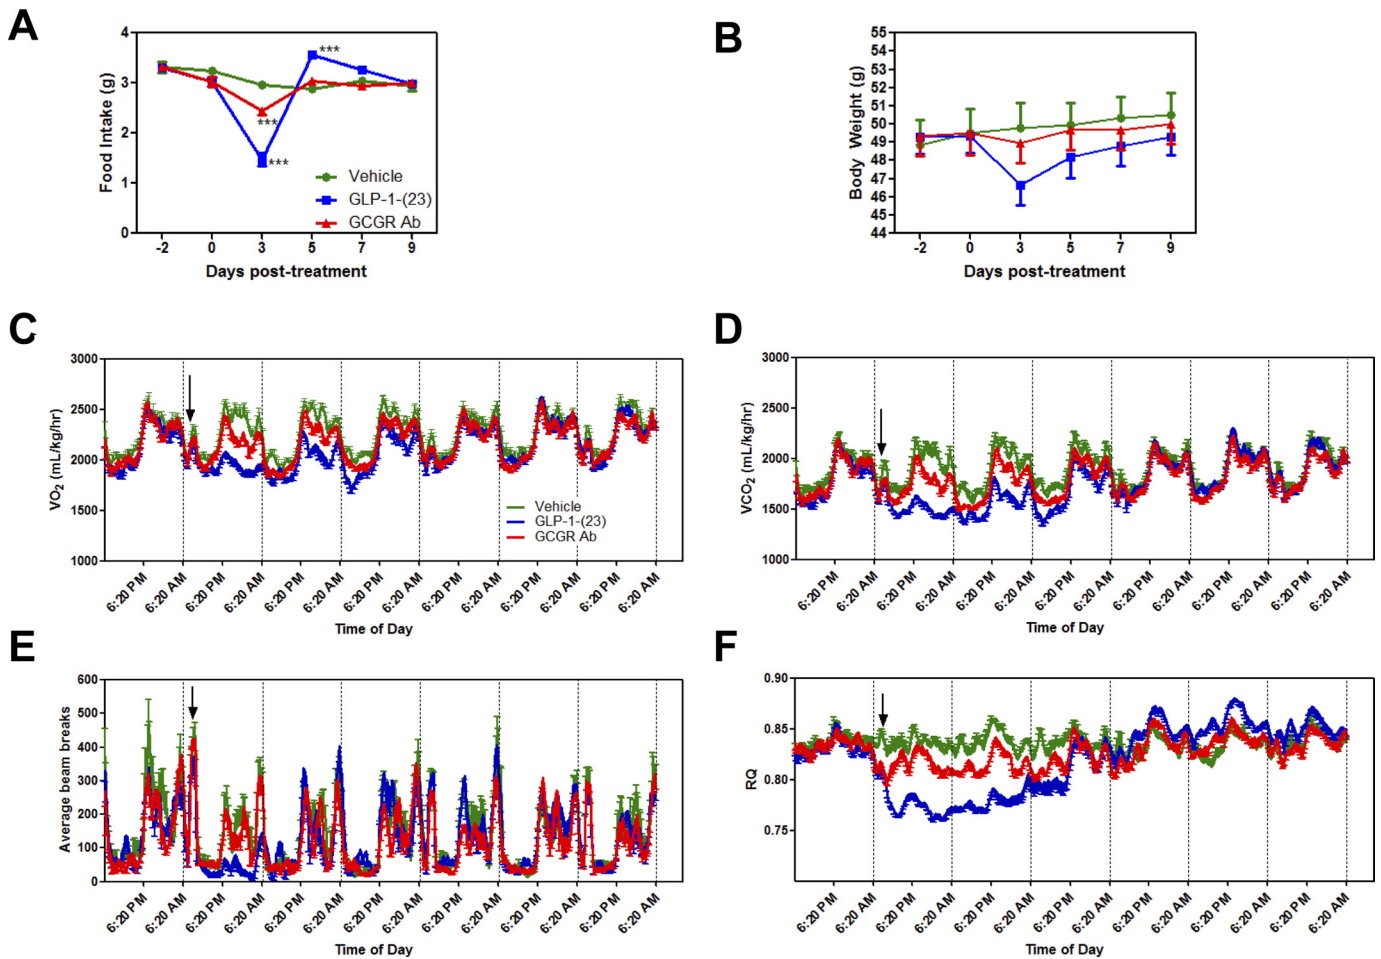 A
Food Intake (g)
4
3
2
1
0
***
***
***
Vehicle
GLP-1-(23)
GCGR Ab
-2 0 3 5 7 9
Days post-treatment
B
Body Weight (g)
55
54
53
52
51
50
49
48
47
46
45
44
-2 0 3 5 7 9
Days post-treatment
C
VO2 (mL/kg/hr)
3000
2500
2000
1500
1000
Vehicle
GLP-1-(23)
GCGR Ab
6:20 PM 6:20 AM 6:20 PM 6:20 AM 6:20 PM 6:20 AM 6:20 PM 6:20 AM 6:20 PM 6:20 AM 6:20 PM 6:20 AM 6:20 PM 6:20 AM
Time of Day
D
VCO2 (mL/kg/hr)
3000
2500
2000
1500
1000
6:20 PM 6:20 AM 6:20 PM 6:20 AM 6:20 PM 6:20 AM 6:20 PM 6:20 AM 6:20 PM 6:20 AM 6:20 PM 6:20 AM 6:20 PM 6:20 AM
Time of Day
E
Average beam breaks
600
500
400
300
200
100
0
6:20 PM 6:20 AM 6:20 PM 6:20 AM 6:20 PM 6:20 AM 6:20 PM 6:20 AM 6:20 PM 6:20 AM 6:20 PM 6:20 AM 6:20 PM 6:20 AM
Time of Day
F
RQ
0.90
0.85
0.80
0.75
6:20 PM 6:20 AM 6:20 PM 6:20 AM 6:20 PM 6:20 AM 6:20 PM 6:20 AM 6:20 PM 6:20 AM 6:20 PM 6:20 AM 6:20 PM 6:20 AM
Time of Day